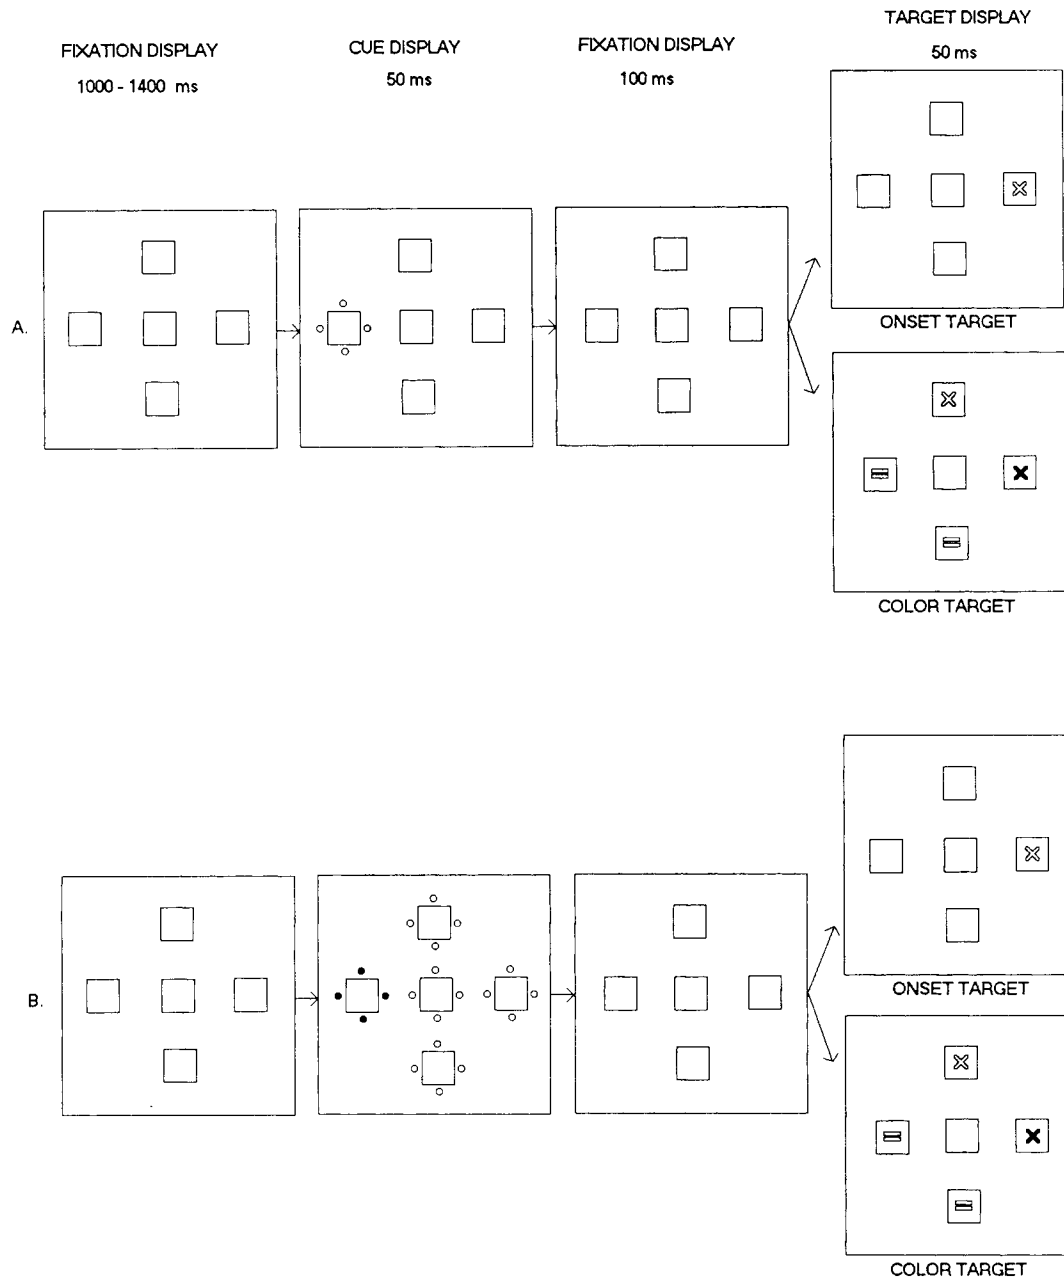 FIXATION DISPLAY
1000 - 1400 ms
CUE DISPLAY
50 ms
FIXATION DISPLAY
100 ms
TARGET DISPLAY
50 ms
A.
ONSET TARGET
COLOR TARGET
B.
ONSET TARGET
COLOR TARGET